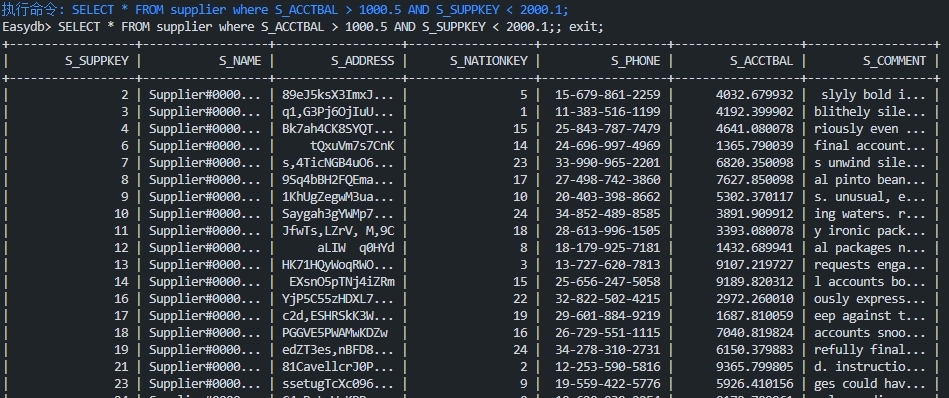 执行命令: SELECT * FROM supplier where S_ACCTBAL > 1000.5 AND S_SUPPKEY < 2000.1;
Easydb> SELECT * FROM supplier where S_ACCTBAL > 1000.5 AND S_SUPPKEY < 2000.1;; exit;
| S_SUPPKEY | S_NAME | S_ADDRESS | S_NATIONKEY | S_PHONE | S_ACCTBAL | S_COMMENT |
| 2 | Supplier#0000... | 89eJ5ksX3ImxJ... | 5 | 15-679-861-2259 | 4032.679932 | slyly bold i... |
| 3 | Supplier#0000... | q1,G3Pj6OjIuU... | 1 | 11-383-516-1199 | 4192.399902 | blithely sile... |
| 4 | Supplier#0000... | Bk7ah4CK8SYQT... | 15 | 25-843-787-7479 | 4641.080078 | riously even ... |
| 6 | Supplier#0000... | tQxuVm7s7CnK | 14 | 24-696-997-4969 | 1365.790039 | final account... |
| 7 | Supplier#0000... | s,4TicNGB4uO6... | 23 | 33-990-965-2201 | 6820.350098 | s unwind sile... |
| 8 | Supplier#0000... | 9Sq4bBH2FQEma... | 17 | 27-498-742-3860 | 7627.850098 | al pinto bean... |
| 9 | Supplier#0000... | 1KhUgZegwM3ua... | 10 | 20-403-398-8662 | 5302.370117 | s. unusual, e... |
| 10 | Supplier#0000... | Saygah3gYWMp7... | 24 | 34-852-489-8585 | 3891.909912 | ing waters. r... |
| 11 | Supplier#0000... | JfwTs,LZrV, M,9C | 18 | 28-613-996-1505 | 3393.080078 | y ironic pack... |
| 12 | Supplier#0000... | aLIW  q0HYd | 8 | 18-179-925-7181 | 1432.689941 | al packages n... |
| 13 | Supplier#0000... | HK71HQyWoqRWO... | 3 | 13-727-620-7813 | 9107.219727 | requests enga... |
| 14 | Supplier#0000... | EXsnO5pTNj4iZRm | 15 | 25-656-247-5058 | 9189.820312 | l accounts bo... |
| 16 | Supplier#0000... | YjP5C55zHDXL7... | 22 | 32-822-502-4215 | 2972.260010 | ously express... |
| 17 | Supplier#0000... | c2d,ESHRSkK3W... | 19 | 29-601-884-9219 | 1687.810059 | eep against t... |
| 18 | Supplier#0000... | PGGVE5PWAMwKDZw | 16 | 26-729-551-1115 | 7040.819824 | accounts snoo... |
| 19 | Supplier#0000... | edZT3es,nBFD8... | 24 | 34-278-310-2731 | 6150.379883 | refully final... |
| 21 | Supplier#0000... | 81CavellcrJ0P... | 2 | 12-253-590-5816 | 9365.799805 | d. instructio... |
| 23 | Supplier#0000... | ssetugTcXc096... | 9 | 19-559-422-5776 | 5926.410156 | ges could hav... |